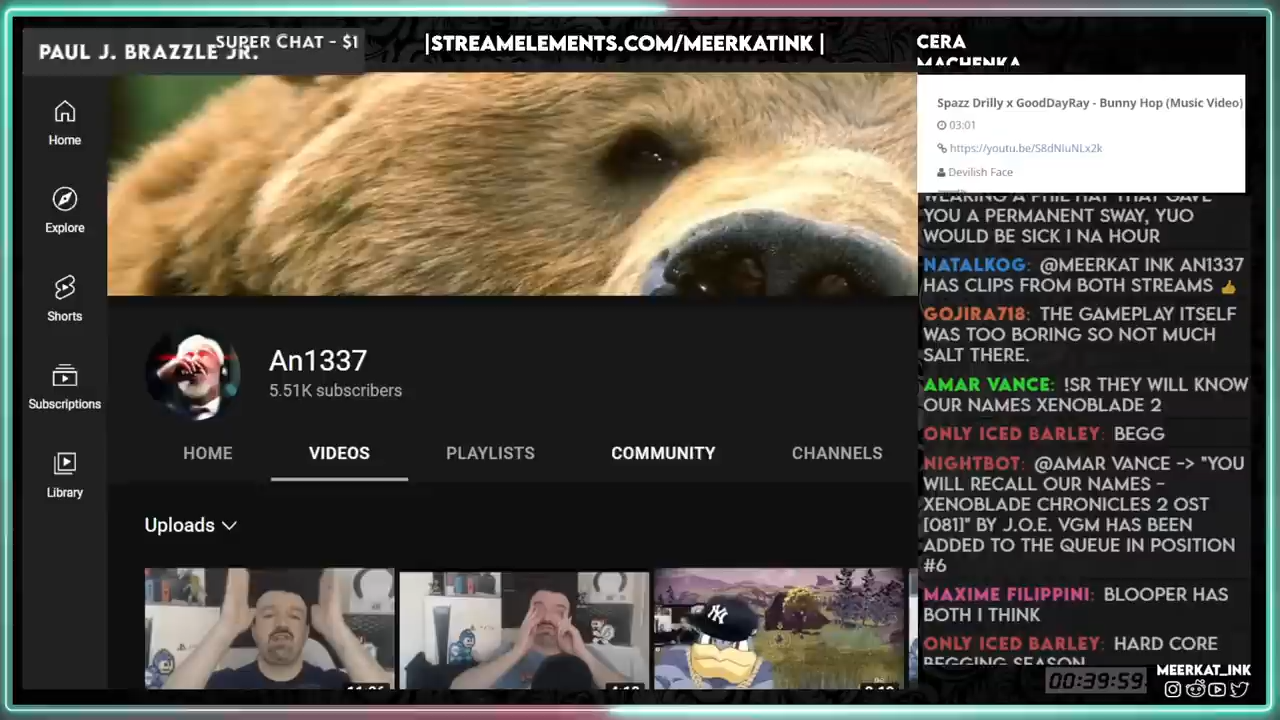 PAUL J. BRAZZLE JR.
SUPER CHAT - $1
|STREAMELEMENTS.COM/MEERKATINK |
CERA
MACHENKA
Home
Explore
Shorts
Subscriptions
Library
An1337
5.51K subscribers
HOME
VIDEOS
PLAYLISTS
COMMUNITY
CHANNELS
Uploads
Spazz Drilly x GoodDayRay - Bunny Hop (Music Video)
03:01
https://youtu.be/S8dNIuNLx2k
Devilish Face
WEARING A PHIL HAT THAT GAVE
YOU A PERMANENT SWAY, YUO
WOULD BE SICK I NA HOUR
NATALKOG: @MEERKAT INK AN1337
HAS CLIPS FROM BOTH STREAMS 👍
GOJIRA718: THE GAMEPLAY ITSELF
WAS TOO BORING SO NOT MUCH
SALT THERE.
AMAR VANCE: !SR THEY WILL KNOW
OUR NAMES XENOBLADE 2
ONLY ICED BARLEY: BEGG
NIGHTBOT: @AMAR VANCE -> "YOU
WILL RECALL OUR NAMES -
XENOBLADE CHRONICLES 2 OST
[081]" BY J.O.E. VGM HAS BEEN
ADDED TO THE QUEUE IN POSITION
#6
MAXIME FILIPPINI: BLOOPER HAS
BOTH I THINK
ONLY ICED BARLEY: HARD CORE
BEGGING SEASON
00:39:59
MEERKAT_INK